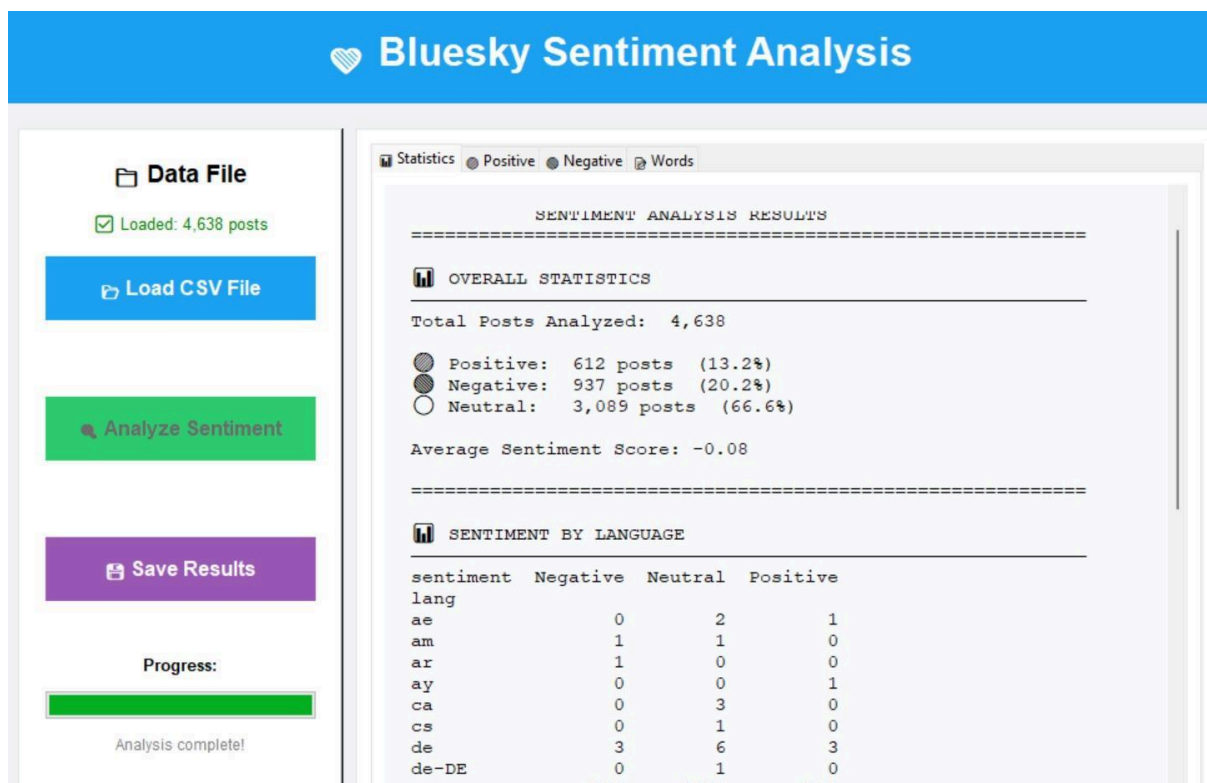 Bluesky Sentiment Analysis
Data File
Loaded: 4,638 posts
Load CSV File
Analyze Sentiment
Save Results
Progress:
Analysis complete!
Statistics Positive Negative Words
SENTIMENT ANALYSIS RESULTS
============================================================
OVERALL STATISTICS
Total Posts Analyzed: 4,638
Positive: 612 posts (13.2%)
Negative: 937 posts (20.2%)
Neutral: 3,089 posts (66.6%)
Average Sentiment Score: -0.08
============================================================
SENTIMENT BY LANGUAGE
sentiment Negative Neutral Positive
lang
ae 0 2 1
am 1 1 0
ar 1 0 0
ay 0 0 1
ca 0 3 0
cs 0 1 0
de 3 6 3
de-DE 0 1 0